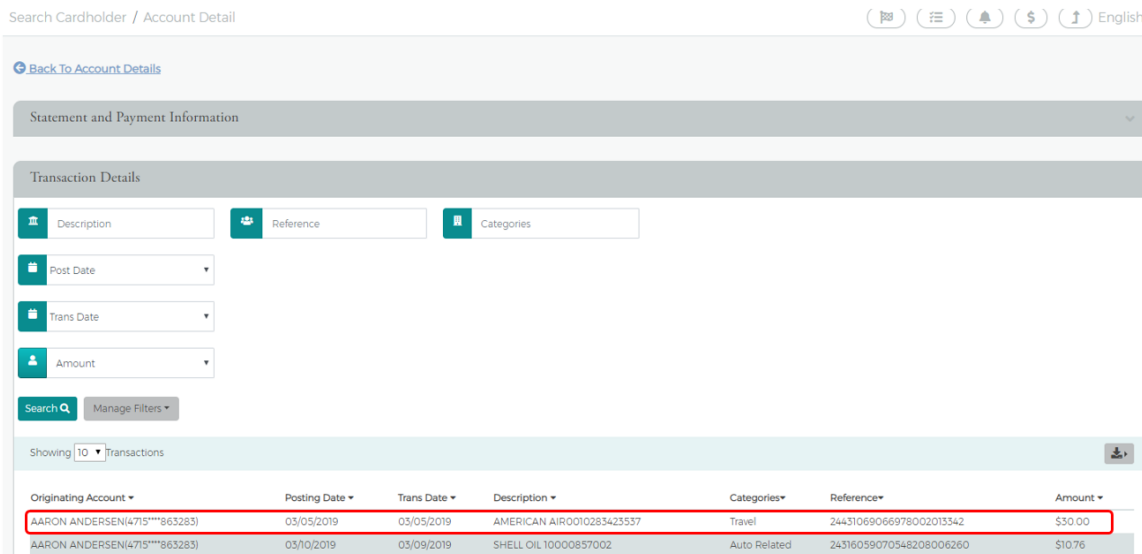 Search Cardholder / Account Detail English
Back To Account Details
Statement and Payment Information
Transaction Details
Description Reference Categories
Post Date
Trans Date
Amount
Search Manage Filters
Showing 10 Transactions
Originating Account Posting Date Trans Date Description Categories Reference Amount
AARON ANDERSEN(4715****863283) 03/05/2019 03/05/2019 AMERICAN AIR0010283423537 Travel 24431069066978002013342 $30.00
AARON ANDERSEN(4715****863283) 03/10/2019 03/09/2019 SHELL OIL 10000857002 Auto Related 24316059070548208006260 $10.76